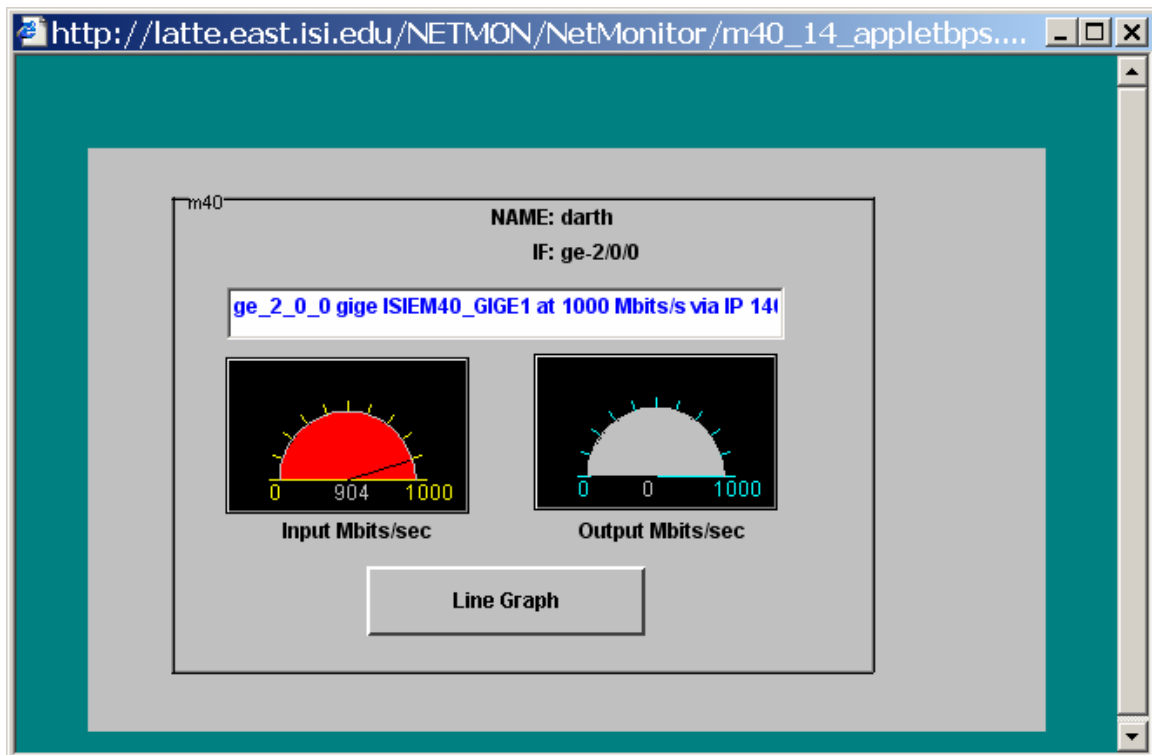 http://latte.east.isi.edu/NETMON/NetMonitor/m40_14_appletbps....
m40
NAME: darth
IF: ge-2/0/0
ge_2_0_0 gige ISIEM40_GIGE1 at 1000 Mbits/s via IP 140
0 904 1000
0 0 1000
Input Mbits/sec
Output Mbits/sec
Line Graph